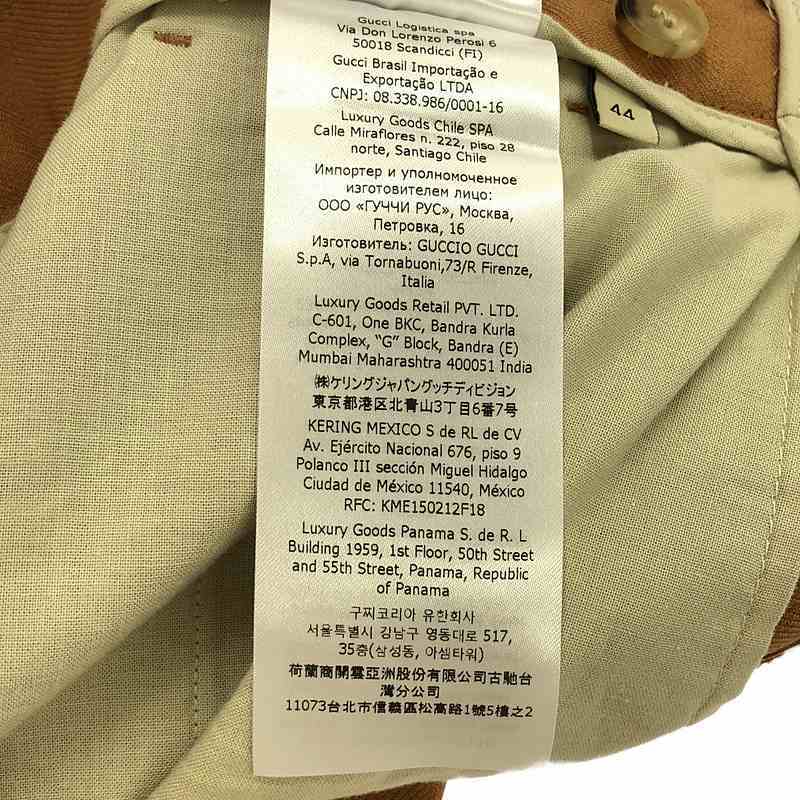 Gucci Logistica spa
Via Don Lorenzo Perosi 6
50018 Scandicci (FI)
Gucci Brasil Importação e
Exportação LTDA
CNPJ: 08.338.986/0001-16
Luxury Goods Chile SPA
Calle Miraflores n. 222, piso 28
norte, Santiago Chile
Импортер и уполномоченное
изготовителем лицо:
ООО «ГУЧЧИ РУС», Москва,
Петровка, 16
Изготовитель: GUCCIO GUCCI
S.p.A, via Tornabuoni,73/R Firenze,
Italia
Luxury Goods Retail PVT. LTD.
C-601, One BKC, Bandra Kurla
Complex, “G” Block, Bandra (E)
Mumbai Maharashtra 400051 India
㈱ケリングジャパングッチディビジョン
東京都港区北青山3丁目6番7号
KERING MEXICO S de RL de CV
Av. Ejército Nacional 676, piso 9
Polanco III sección Miguel Hidalgo
Ciudad de México 11540, México
RFC: KME150212F18
Luxury Goods Panama S. de R. L
Building 1959, 1st Floor, 50th Street
and 55th Street, Panama, Republic
of Panama
구찌코리아 유한회사
서울특별시 강남구 영동대로 517,
35층(삼성동, 아셈타워)
荷蘭商開雲亞洲股份有限公司古馳台
灣分公司
11073台北市信義區松高路1號5樓之2
44